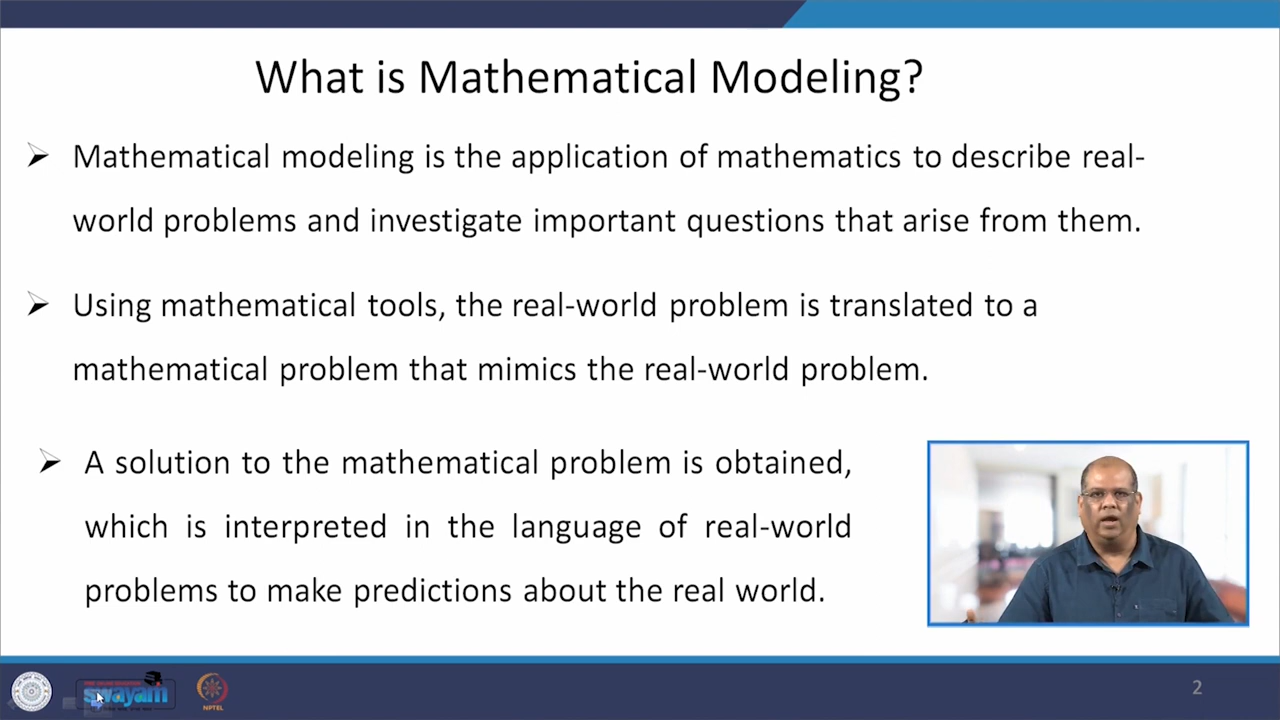 What is Mathematical Modeling?
Mathematical modeling is the application of mathematics to describe real-
world problems and investigate important questions that arise from them.
Using mathematical tools, the real-world problem is translated to a
mathematical problem that mimics the real-world problem.
A solution to the mathematical problem is obtained,
which is interpreted in the language of real-world
problems to make predictions about the real world.
swayam
NPTEL
2